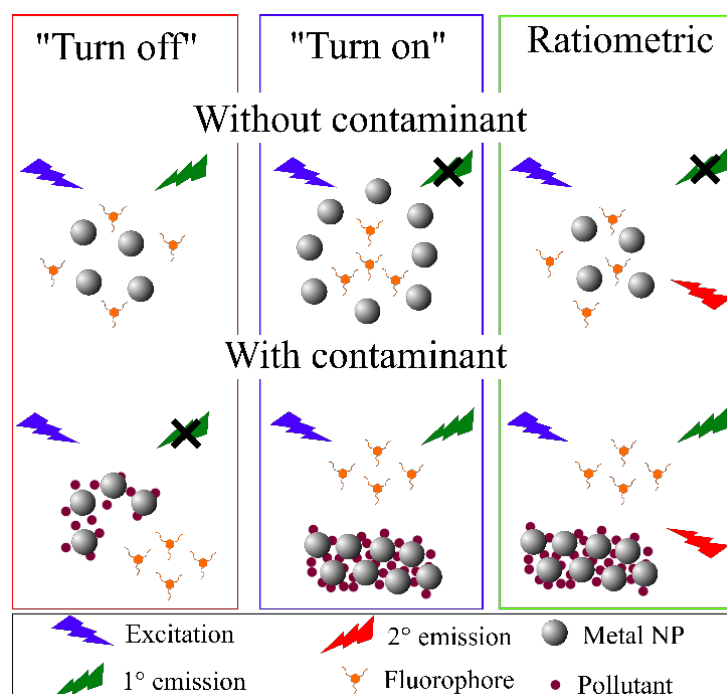 "Turn off"
"Turn on"
Ratiometric
Without contaminant
With contaminant
Excitation
2° emission
Metal NP
1° emission
Fluorophore
Pollutant